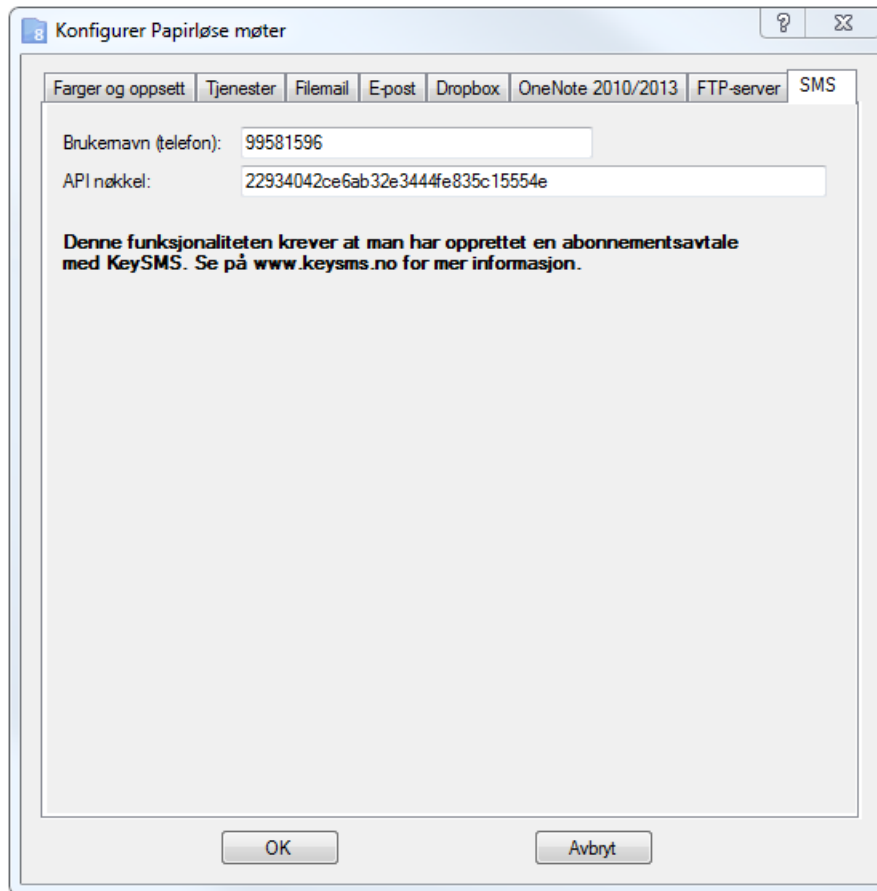 8 Konfigurer Papirløse møter
Farger og oppsett Tjenester Filemail E-post Dropbox OneNote 2010/2013 FTP-server SMS
Brukernavn (telefon): 99581596
API nøkkel: 22934042ce6ab32e3444fe835c15554e
Denne funksjonaliteten krever at man har opprettet en abonnementsavtale
med KeySMS. Se på www.keysms.no for mer informasjon.
OK Avbryt